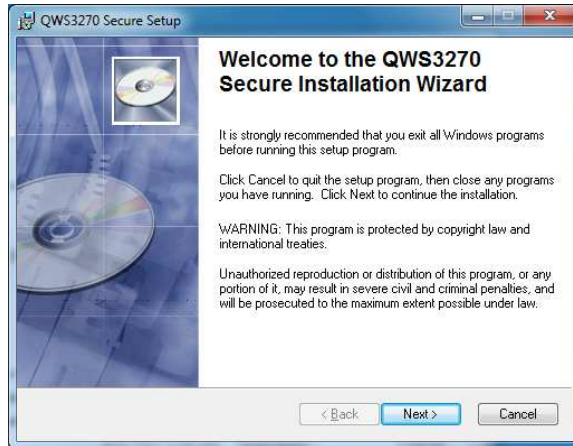 QWS3270 Secure Setup
Welcome to the QWS3270
Secure Installation Wizard
It is strongly recommended that you exit all Windows programs
before running this setup program.
Click Cancel to quit the setup program, then close any programs
you have running.  Click Next to continue the installation.
WARNING: This program is protected by copyright law and
international treaties.
Unauthorized reproduction or distribution of this program, or any
portion of it, may result in severe civil and criminal penalties, and
will be prosecuted to the maximum extent possible under law.
< Back Next > Cancel